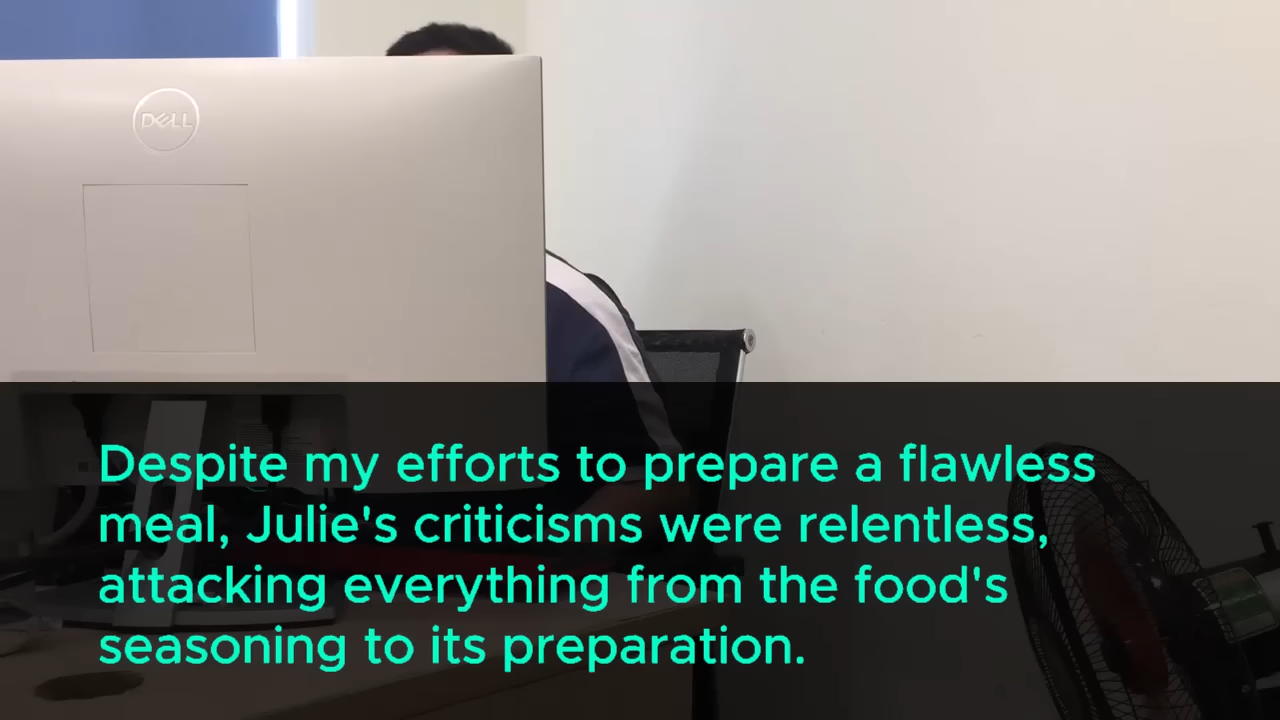 DELL
Despite my efforts to prepare a flawless
meal, Julie's criticisms were relentless,
attacking everything from the food's
seasoning to its preparation.